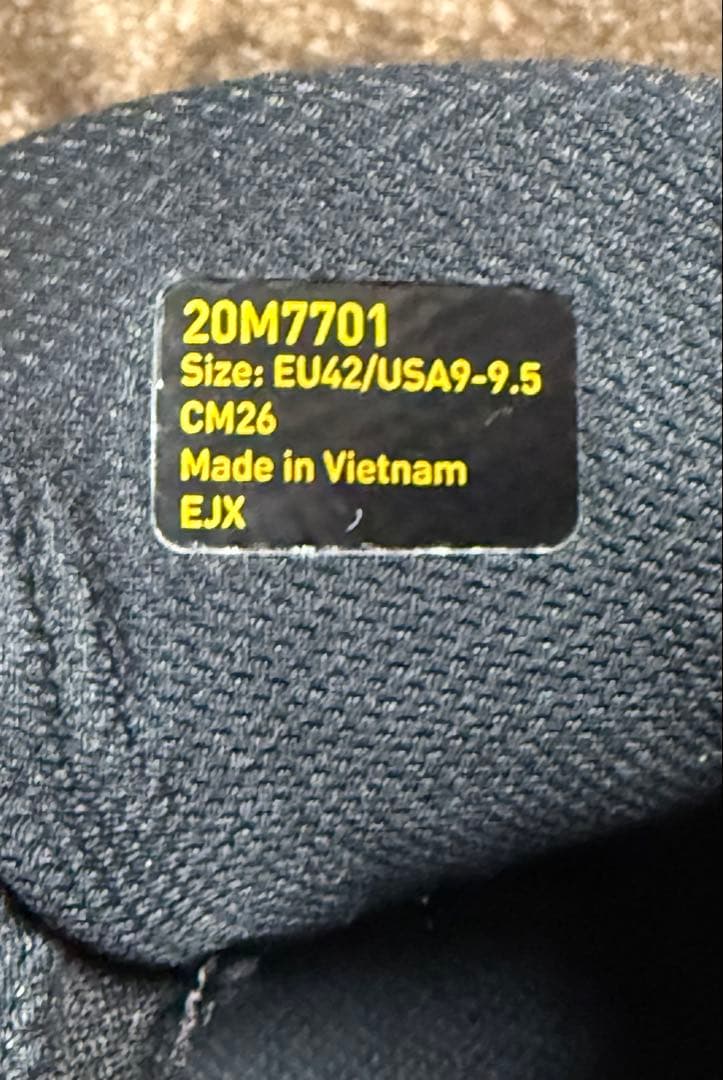 20M7701
Size: EU42/USA9-9.5
CM26
Made in Vietnam
EJX